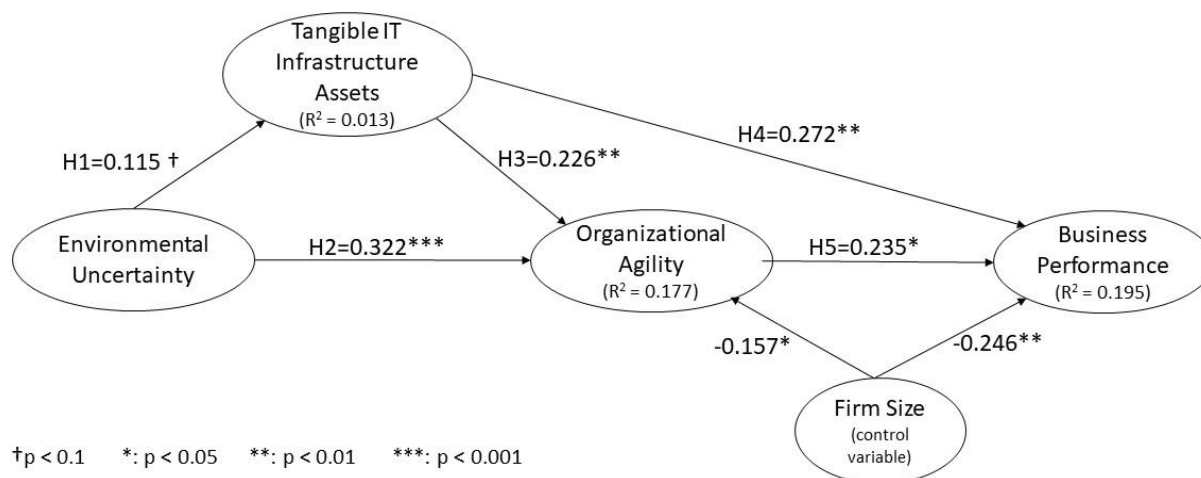 Tangible IT
Infrastructure
Assets
(R² = 0.013)
H1=0.115 †
H3=0.226**
H4=0.272**
Environmental
Uncertainty
H2=0.322***
Organizational
Agility
(R² = 0.177)
H5=0.235*
Business
Performance
(R² = 0.195)
-0.157*
-0.246**
Firm Size
(control
variable)
†p < 0.1 *: p < 0.05 **: p < 0.01 ***: p < 0.001